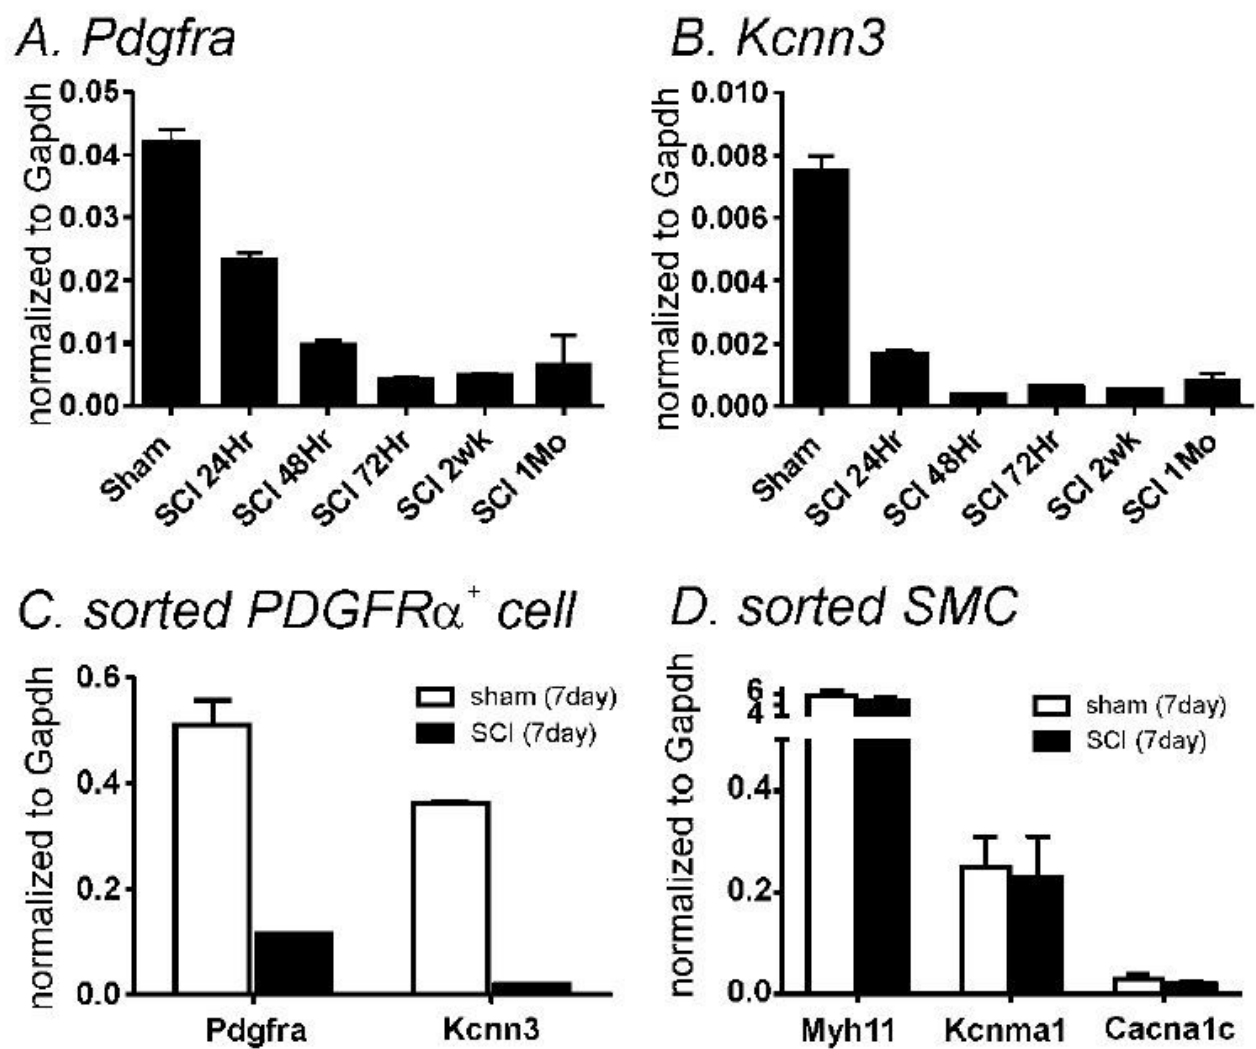 A. Pdgfra
normalized to Gapdh
0.05
0.04
0.03
0.02
0.01
0.00
Sham
SCI 24Hr
SCI 48Hr
SCI 72Hr
SCI 2wk
SCI 1Mo
B. Kcnn3
normalized to Gapdh
0.010
0.008
0.006
0.004
0.002
0.000
Sham
SCI 24Hr
SCI 48Hr
SCI 72Hr
SCI 2wk
SCI 1Mo
C. sorted PDGFRα⁺ cell
normalized to Gapdh
0.6
0.4
0.2
0.0
sham (7day)
SCI (7day)
Pdgfra
Kcnn3
D. sorted SMC
normalized to Gapdh
6
4
0.4
0.2
0.0
sham (7day)
SCI (7day)
Myh11
Kcnma1
Cacna1c